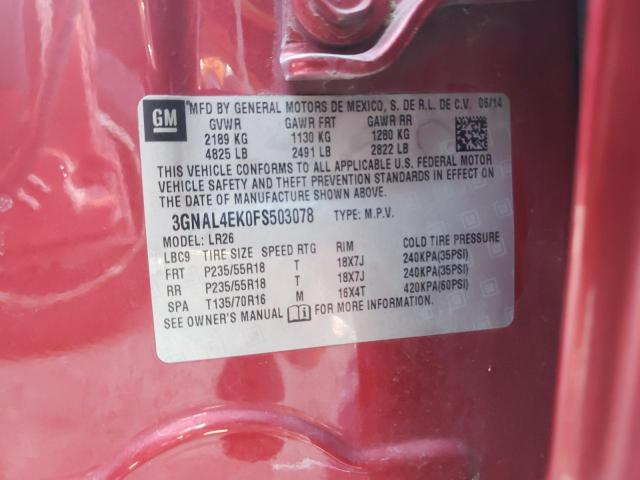 GM MFD BY GENERAL MOTORS DE MEXICO, S. DE R.L. DE C.V. 06/14
GVWR GAWR FRT GAWR RR
2189 KG 1130 KG 1280 KG
4825 LB 2491 LB 2822 LB
THIS VEHICLE CONFORMS TO ALL APPLICABLE U.S. FEDERAL MOTOR
VEHICLE SAFETY AND THEFT PREVENTION STANDARDS IN EFFECT ON
THE DATE OF MANUFACTURE SHOWN ABOVE.
3GNAL4EK0FS503078 TYPE: M.P.V.
MODEL: LR26
LBC9 TIRE SIZE SPEED RTG RIM COLD TIRE PRESSURE
FRT P235/55R18 T 18X7J 240KPA(35PSI)
RR P235/55R18 T 18X7J 240KPA(35PSI)
SPA T135/70R16 M 16X4T 420KPA(60PSI)
SEE OWNER'S MANUAL FOR MORE INFORMATION.